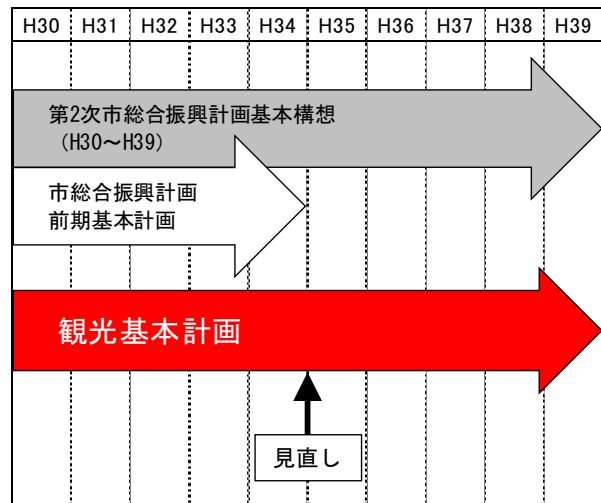 H30 H31 H32 H33 H34 H35 H36 H37 H38 H39
第2次市総合振興計画基本構想
（H30～H39）
市総合振興計画
前期基本計画
観光基本計画
見直し